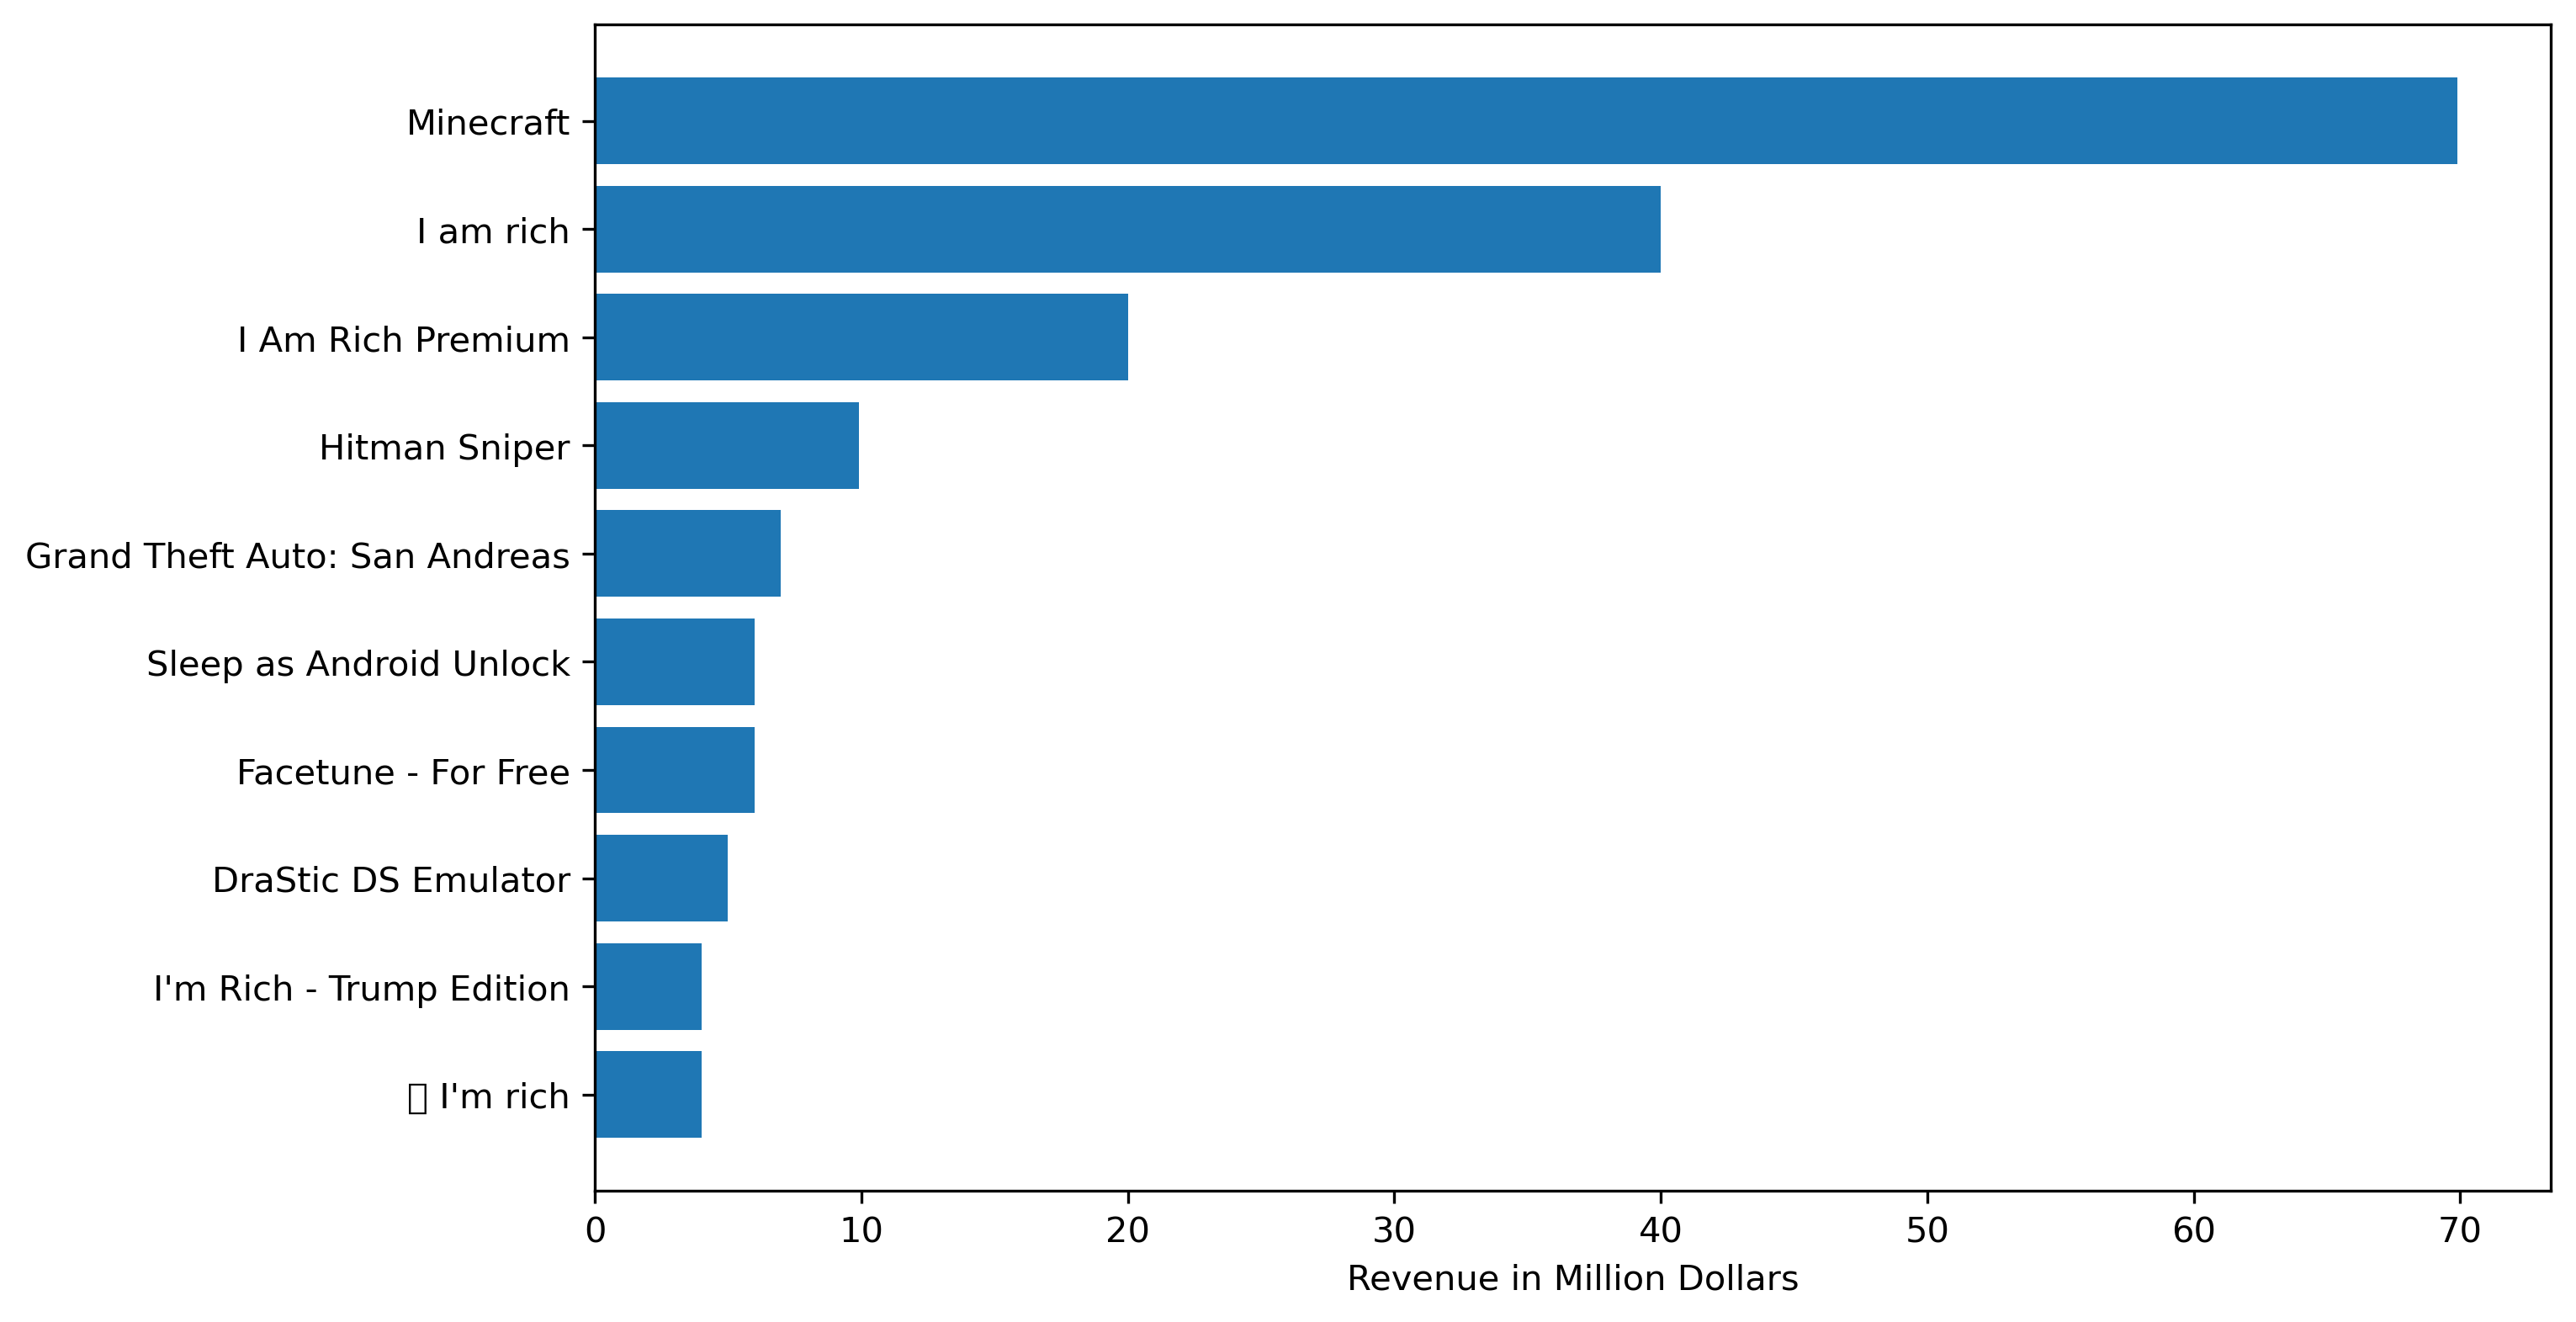 Minecraft
I am rich
I Am Rich Premium
Hitman Sniper
Grand Theft Auto: San Andreas
Sleep as Android Unlock
Facetune - For Free
DraStic DS Emulator
I'm Rich - Trump Edition
▯ I'm rich
0 10 20 30 40 50 60 70
Revenue in Million Dollars